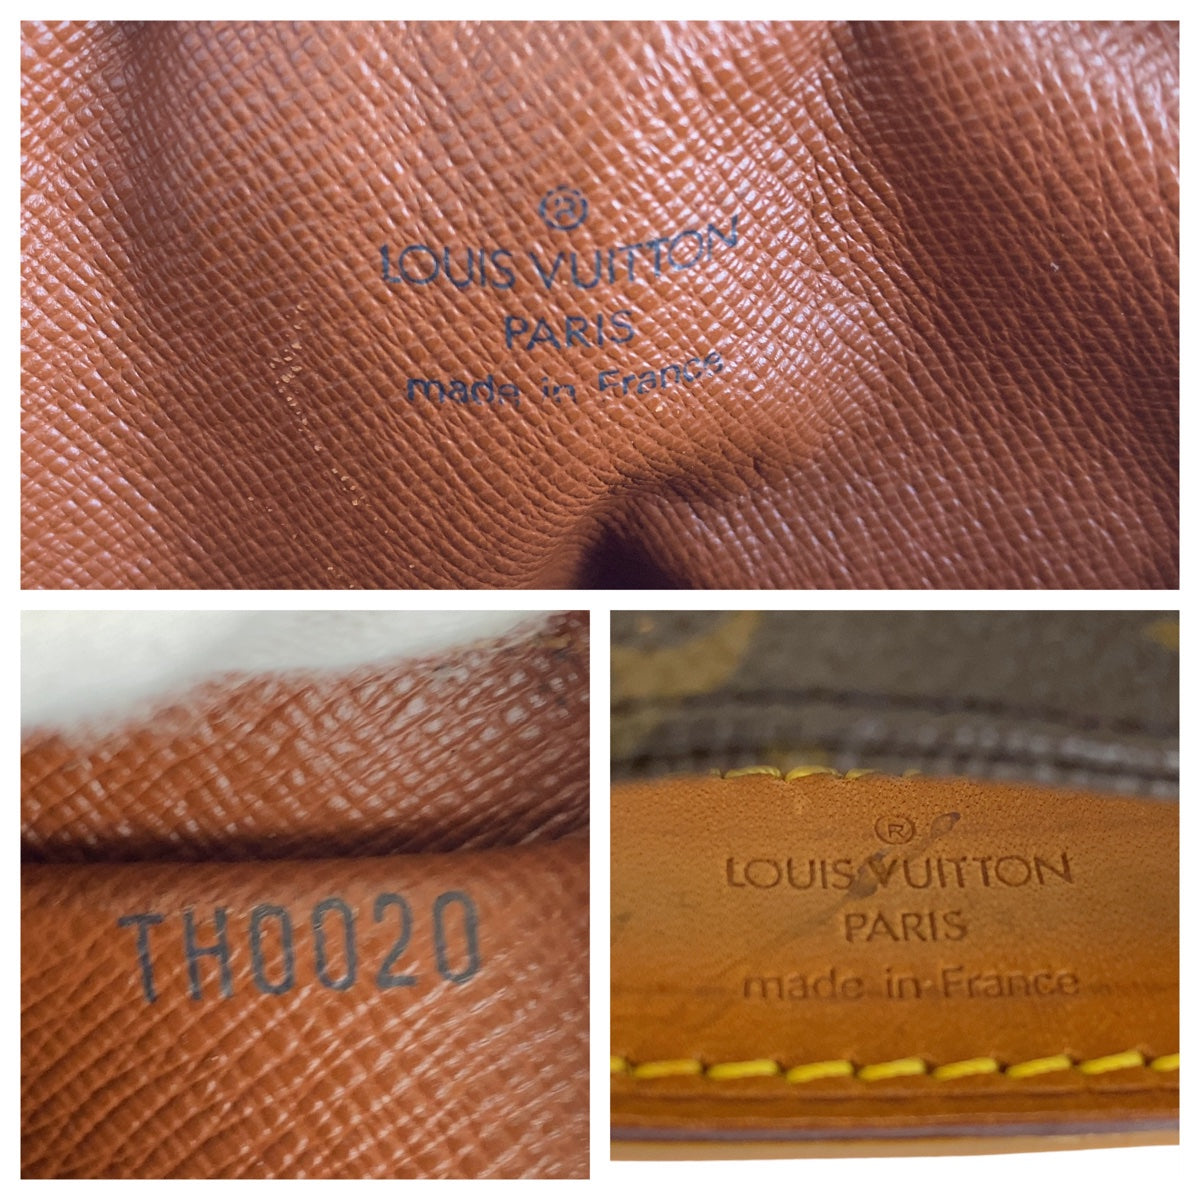 ®
LOUIS VUITTON
PARIS
made in France
TH0020
®
LOUIS VUITTON
PARIS
made in France